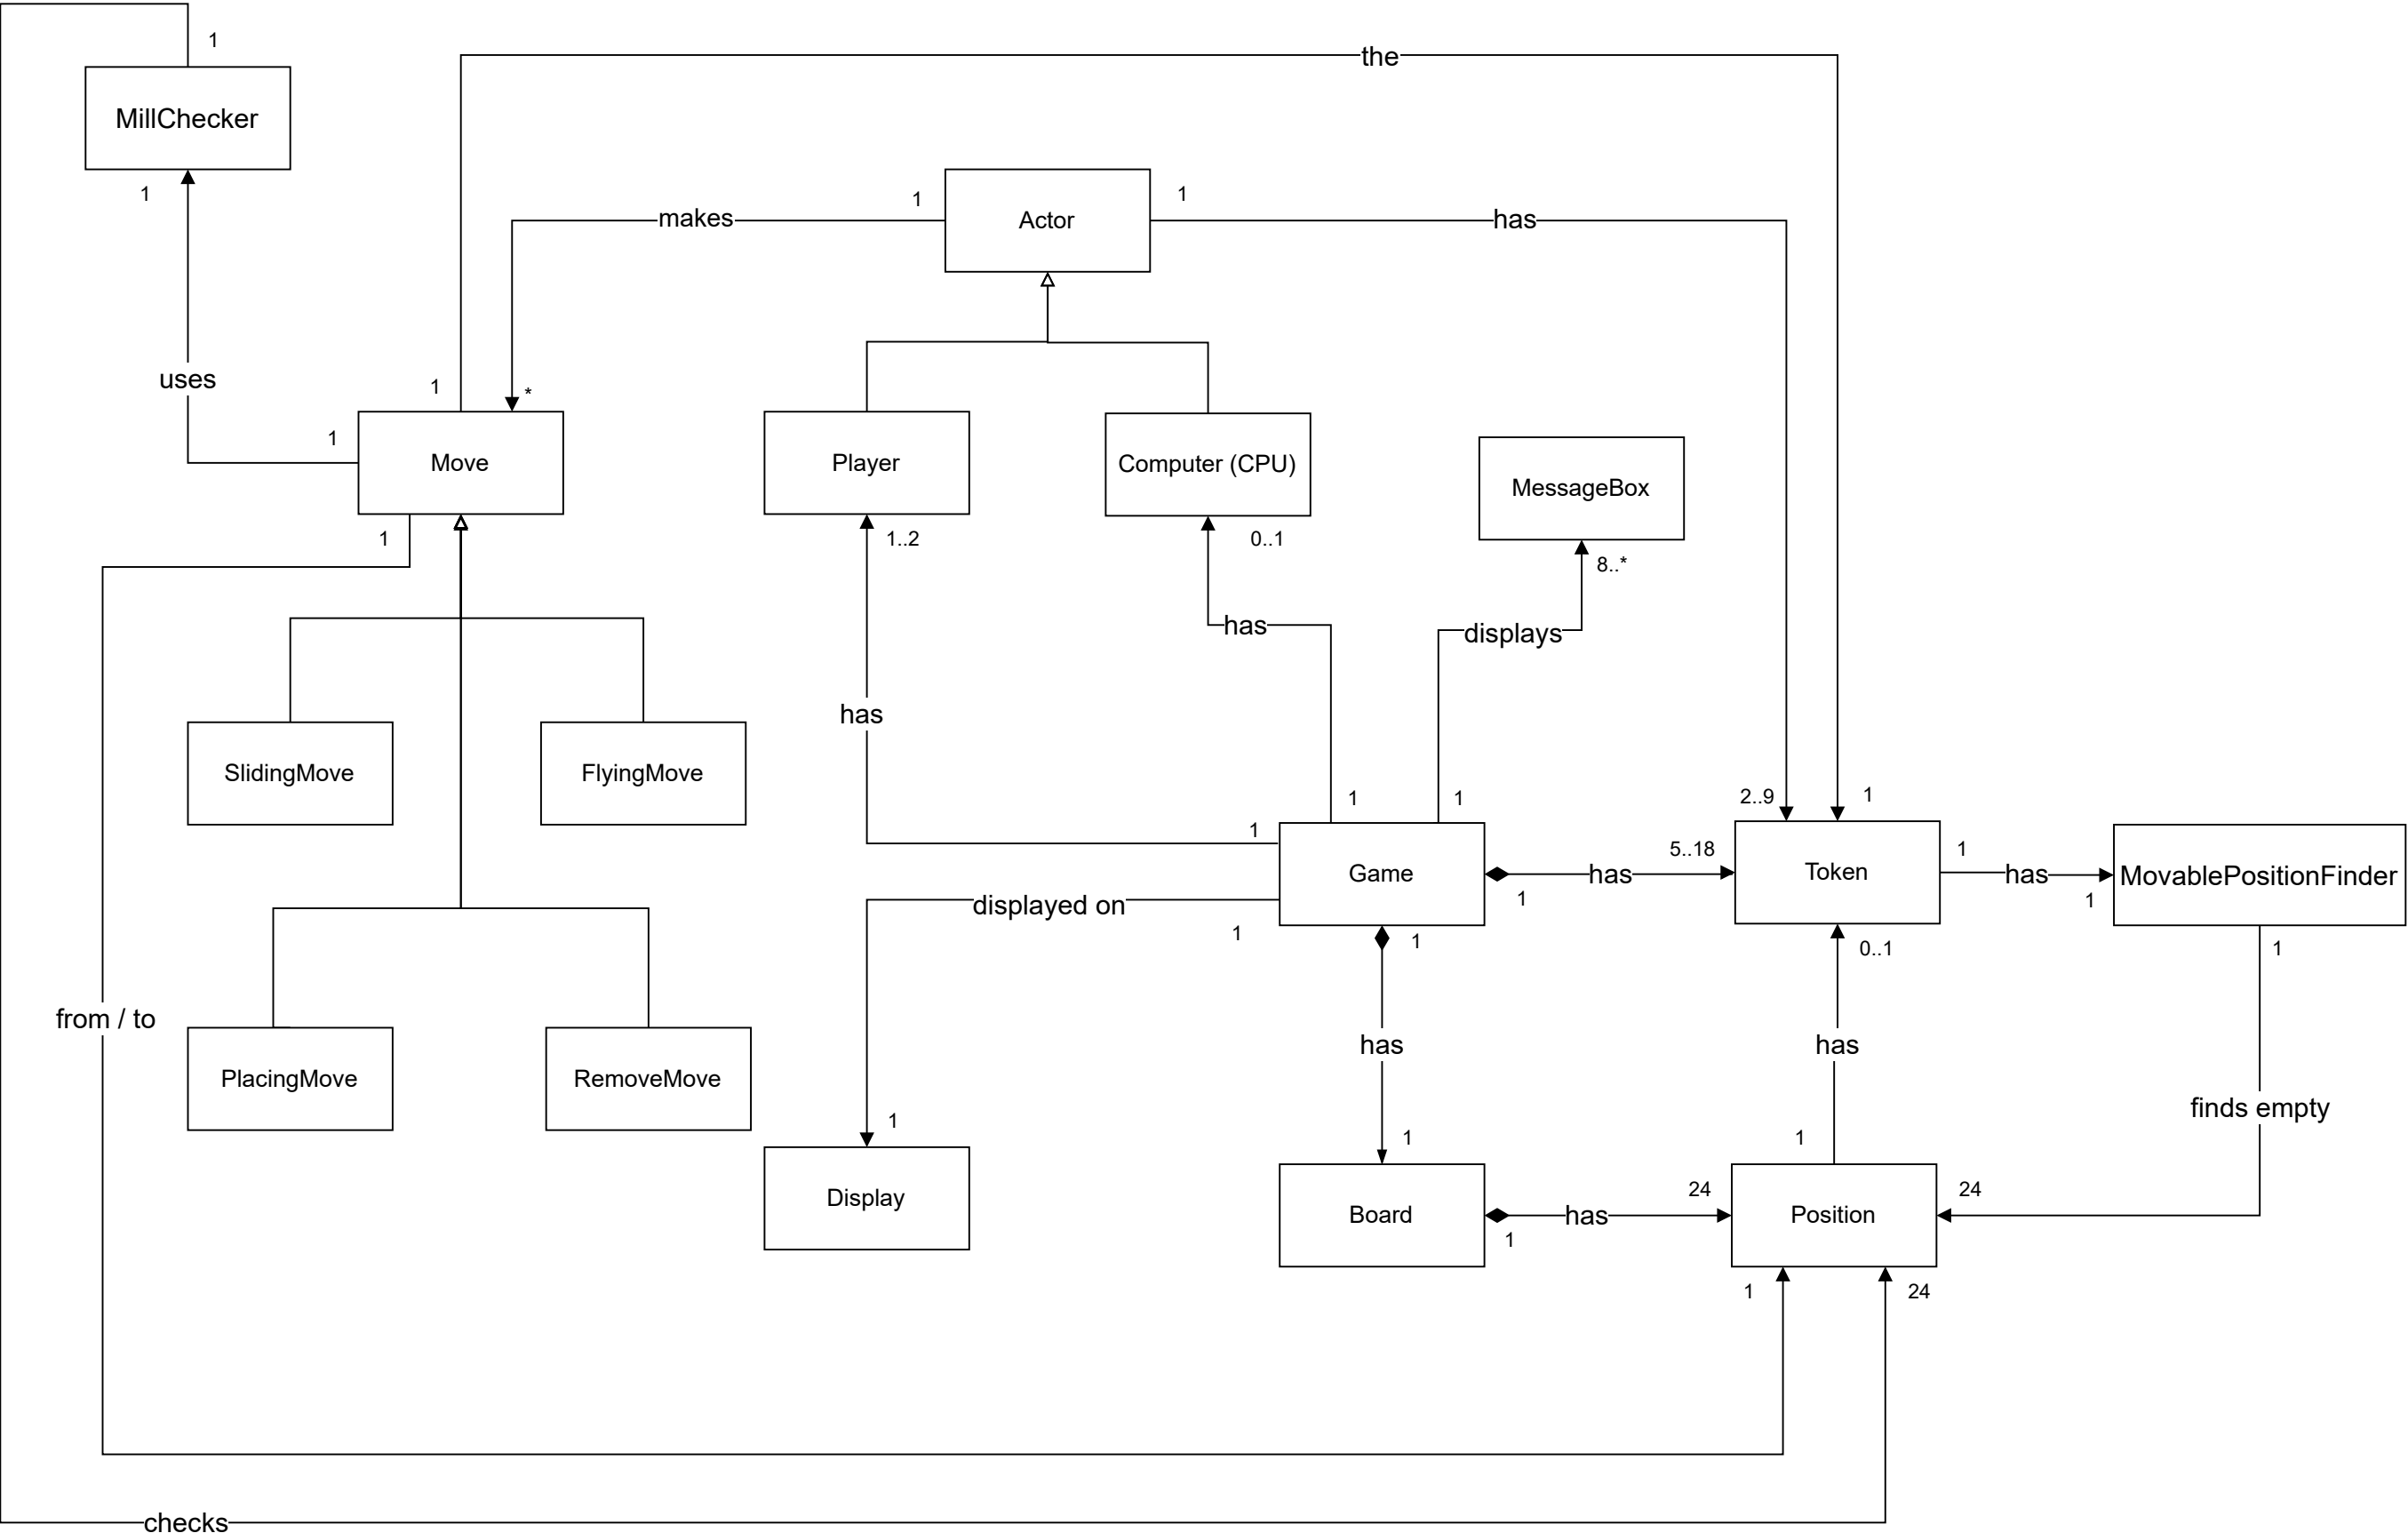 1
the
MillChecker
1
1
makes
1
Actor
1
has
uses
1
*
1
Move
1
Player
1..2
Computer (CPU)
0..1
MessageBox
8..*
has
displays
has
SlidingMove
FlyingMove
1
1
1
2..9
1
Game
5..18
has
1
Token
1
has
1
MovablePositionFinder
displayed on
1
1
0..1
1
from / to
has
has
finds empty
PlacingMove
RemoveMove
1
1
1
Display
Board
24
has
1
Position
24
1
24
checks